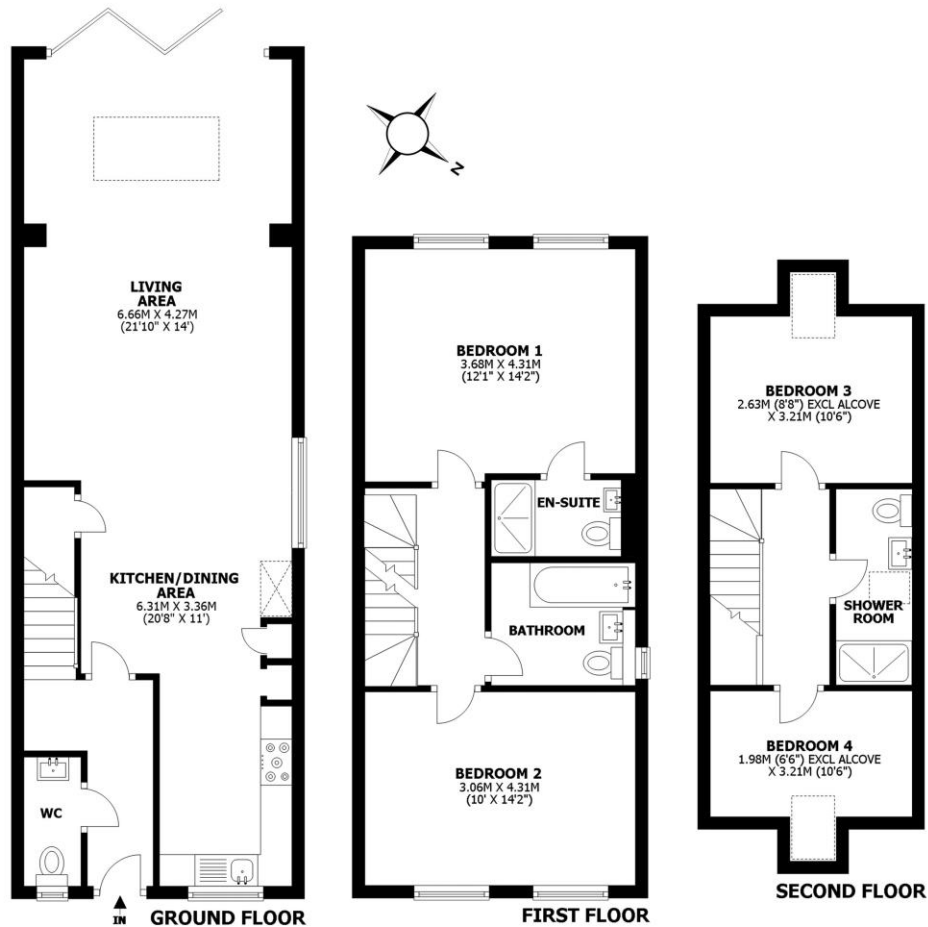 LIVING
AREA
6.66M X 4.27M
(21'10" X 14')
KITCHEN/DINING
AREA
6.31M X 3.36M
(20'8" X 11')
WC
IN
GROUND FLOOR
N
BEDROOM 1
3.68M X 4.31M
(12'1" X 14'2")
EN-SUITE
BATHROOM
BEDROOM 2
3.06M X 4.31M
(10' X 14'2")
FIRST FLOOR
BEDROOM 3
2.63M (8'8") EXCL ALCOVE
X 3.21M (10'6")
SHOWER
ROOM
BEDROOM 4
1.98M (6'6") EXCL ALCOVE
X 3.21M (10'6")
SECOND FLOOR